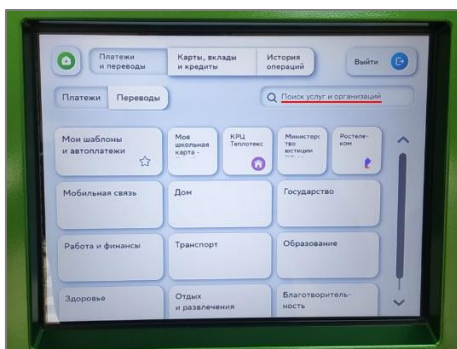 Платежи
и переводы
Карты, вклады
и кредиты
История
операций
Выйти
Платежи
Переводы
Поиск услуг и организаций
Мои шаблоны
и автоплатежи
Моя
школьная
карта -
КРЦ
Теплотекс
Министерс
тво
юстиции
Ростеле-
ком
Мобильная связь
Дом
Государство
Работа и финансы
Транспорт
Образование
Здоровье
Отдых
и развлечения
Благотворитель-
ность